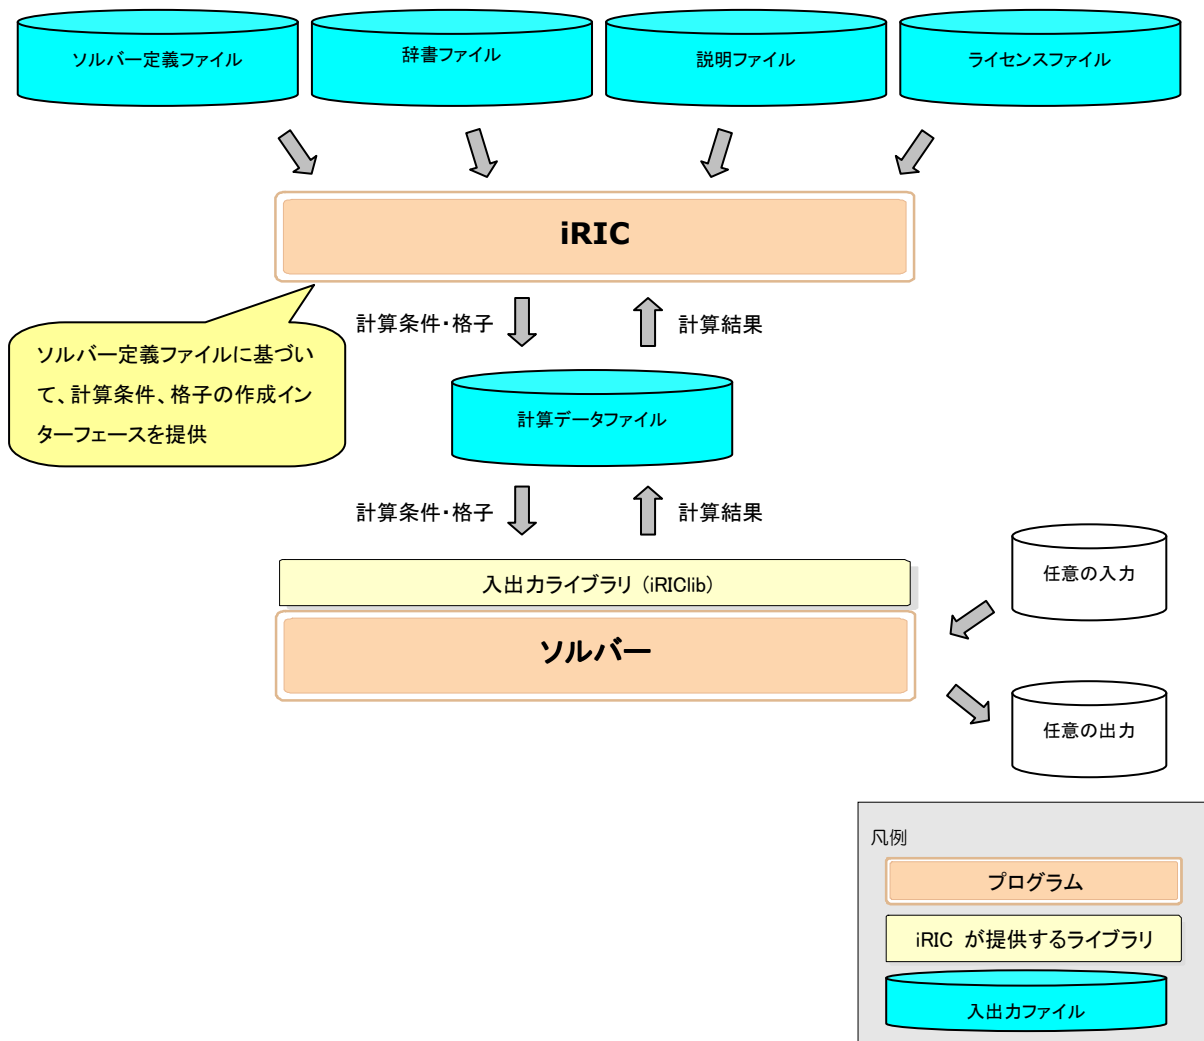 ソルバー定義ファイル
辞書ファイル
説明ファイル
ライセンスファイル
iRIC
計算条件・格子
計算結果
ソルバー定義ファイルに基づい
て、計算条件、格子の作成イン
ターフェースを提供
計算データファイル
計算条件・格子
計算結果
入出力ライブラリ (iRIClib)
ソルバー
任意の入力
任意の出力
凡例
プログラム
iRIC が提供するライブラリ
入出力ファイル